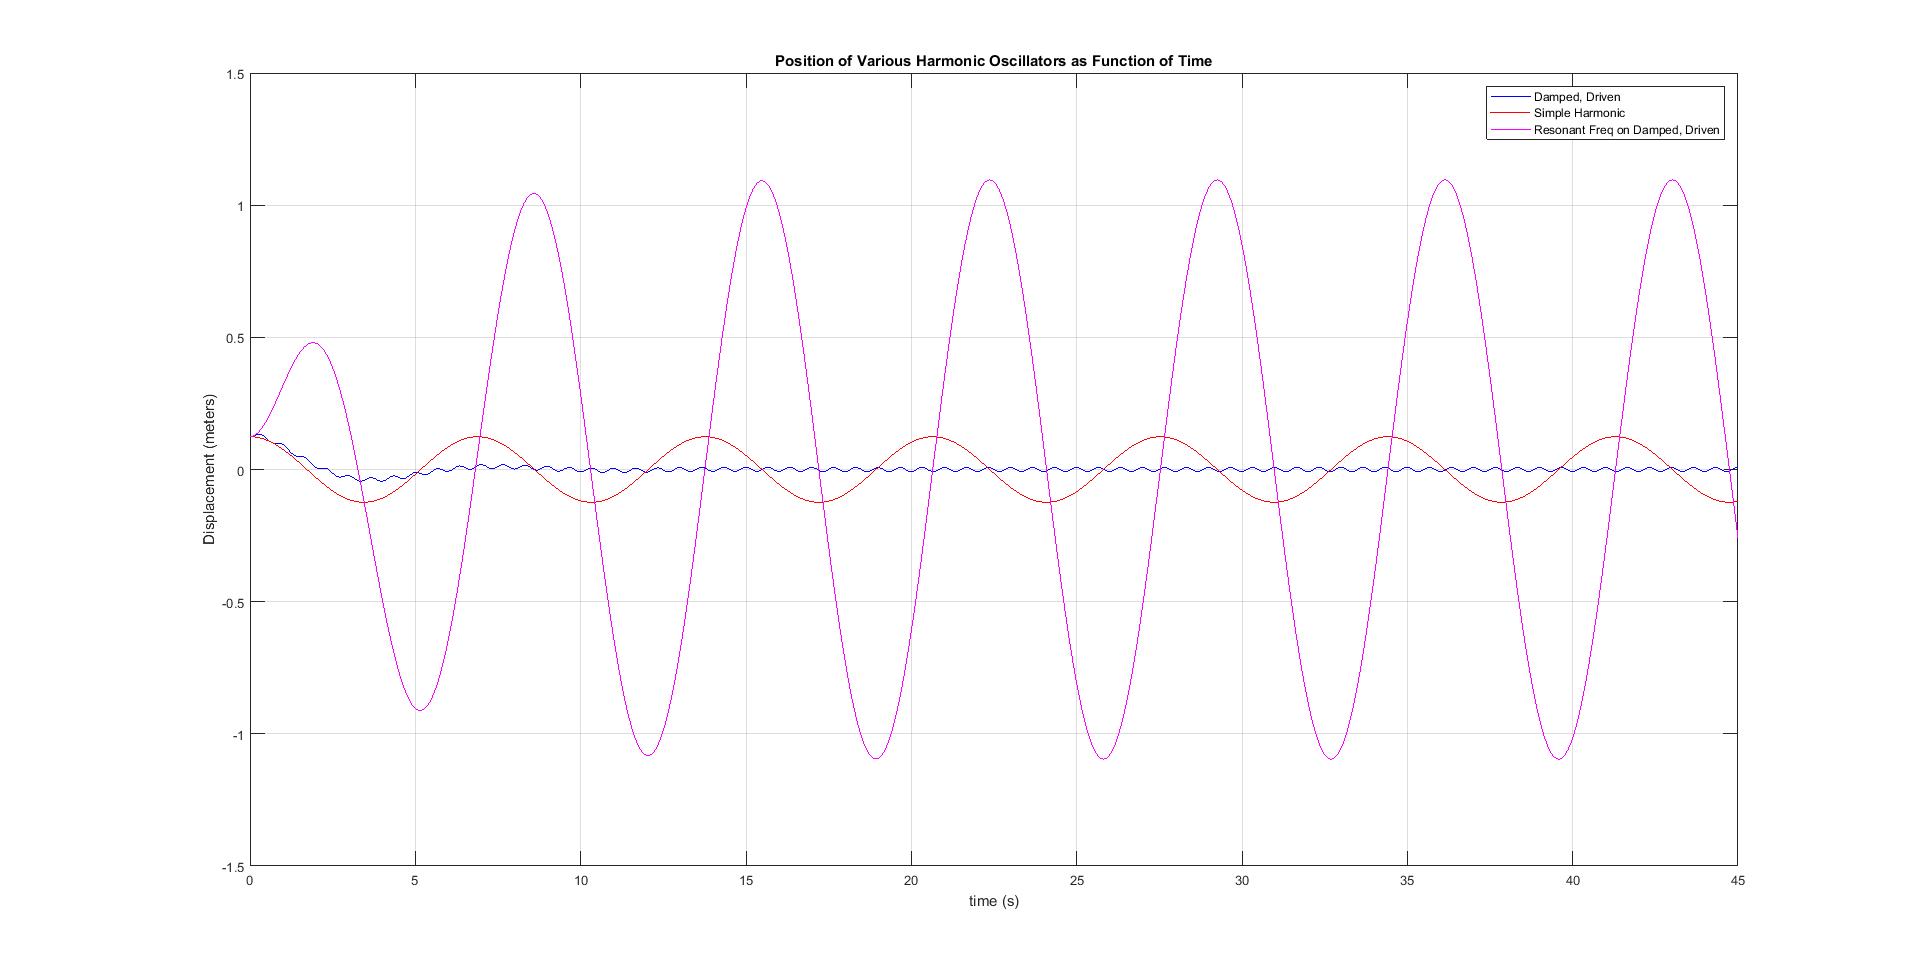 Position of Various Harmonic Oscillators as Function of Time
Damped, Driven
Simple Harmonic
Resonant Freq on Damped, Driven
1.5
1
0.5
0
-0.5
-1
-1.5
Displacement (meters)
0 5 10 15 20 25 30 35 40 45
time (s)